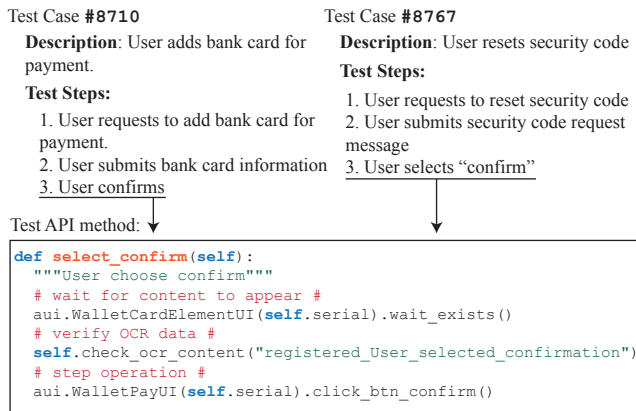 Test Case #8710
Description: User adds bank card for
payment.
Test Steps:
1. User requests to add bank card for
payment.
2. User submits bank card information
3. User confirms
Test Case #8767
Description: User resets security code
Test Steps:
1. User requests to reset security code
2. User submits security code request
message
3. User selects “confirm”
Test API method:
def select_confirm(self):
"""User choose confirm"""
# wait for content to appear #
aui.WalletCardElementUI(self.serial).wait_exists()
# verify OCR data #
self.check_ocr_content("registered_User_selected_confirmation")
# step operation #
aui.WalletPayUI(self.serial).click_btn_confirm()